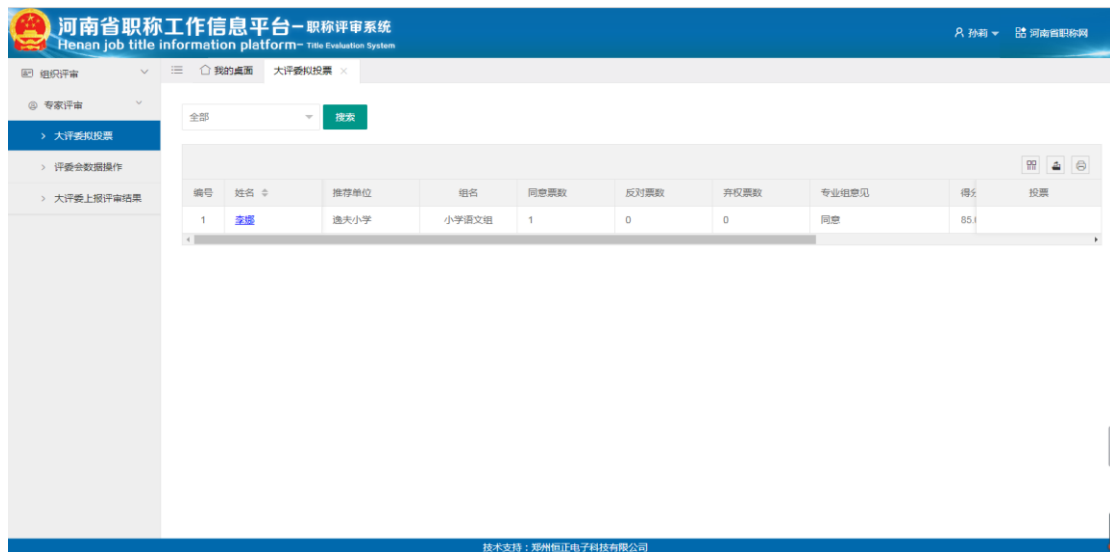 河南省职称工作信息平台-职称评审系统
Henan job title information platform- Title Evaluation System
孙莉 河南省职称网
组织评审
我的桌面 大评委拟投票
专家评审
全部 搜索
大评委拟投票
评委会数据操作
大评委上报评审结果
编号 姓名 推荐单位 组名 同意票数 反对票数 弃权票数 专业组意见 得分 投票
1 李娜 逸夫小学 小学语文组 1 0 0 同意 85.
技术支持：郑州恒正电子科技有限公司